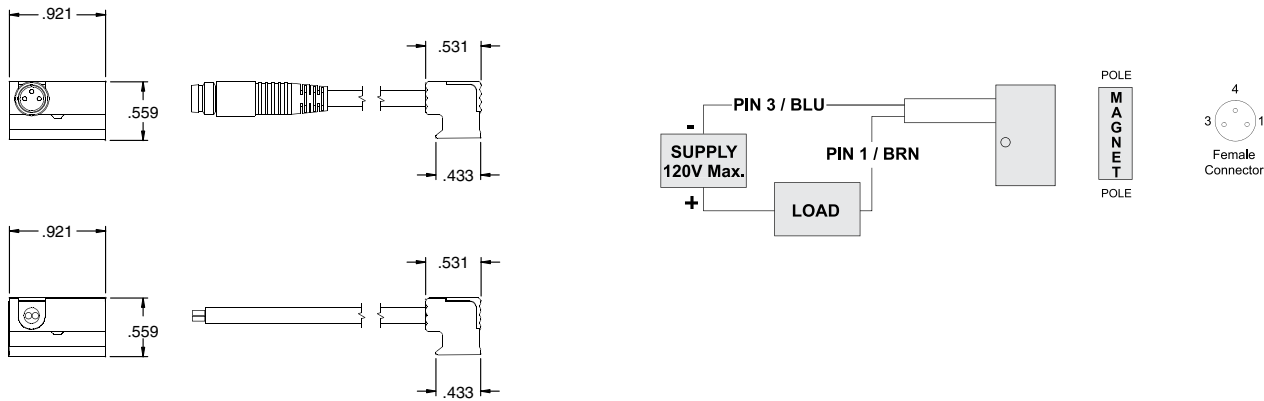 .921
.559
.531
.433
.921
.559
.531
.433
PIN 3 / BLU
-
SUPPLY
120V Max.
+
PIN 1 / BRN
LOAD
POLE
MAGNET
POLE
4
3
1
Female
Connector